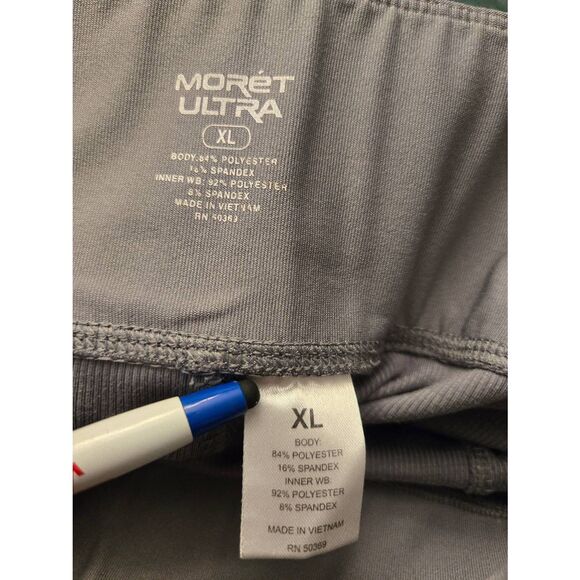 MORéT
ULTRA
XL
BODY: 84% POLYESTER
16% SPANDEX
INNER WB: 92% POLYESTER
8% SPANDEX
MADE IN VIETNAM
RN 50369
XL
BODY:
84% POLYESTER
16% SPANDEX
INNER WB:
92% POLYESTER
8% SPANDEX
MADE IN VIETNAM
RN 50369